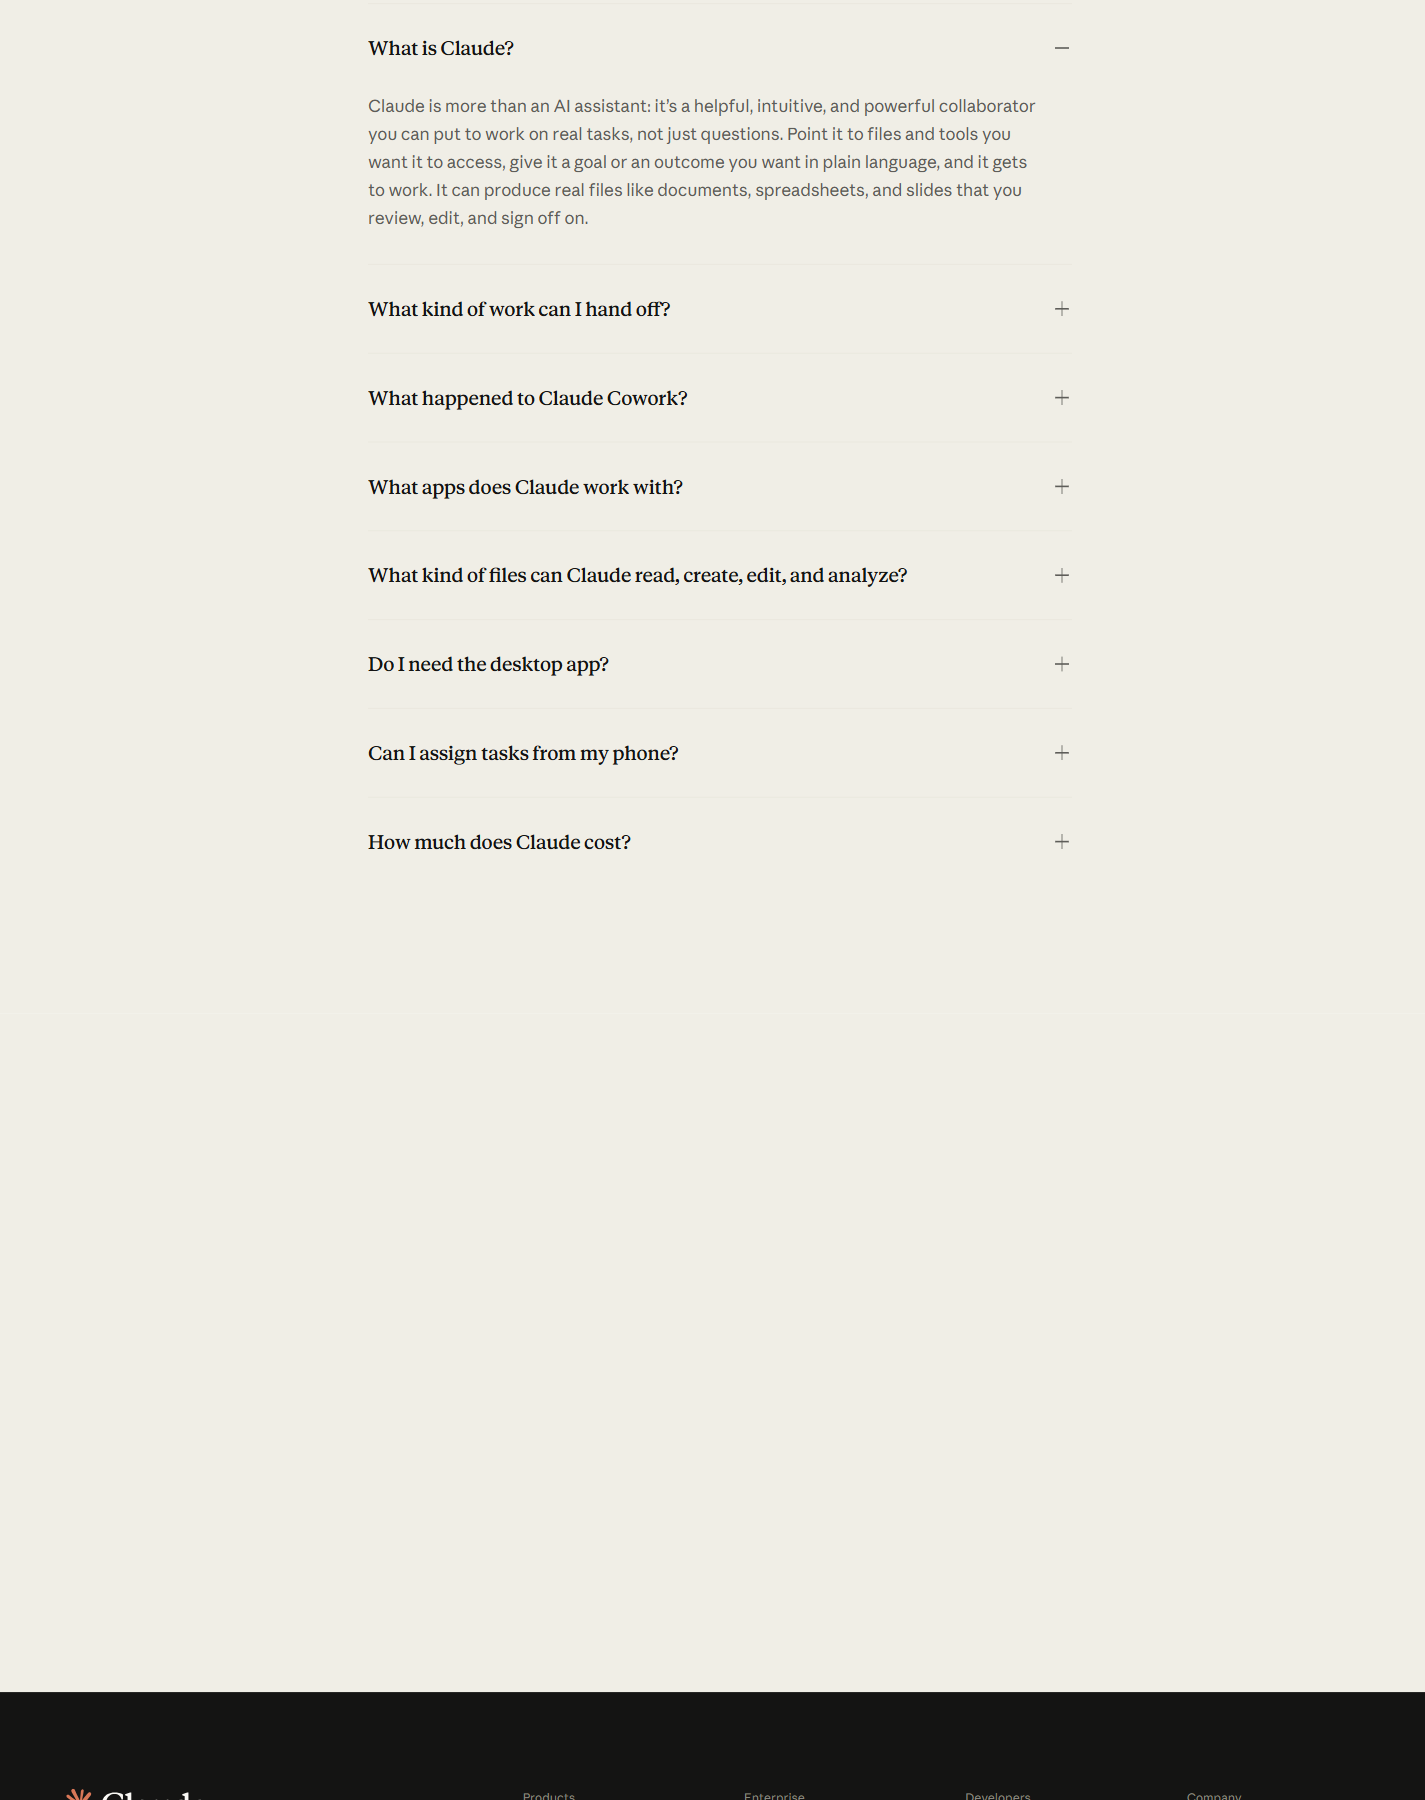 What is Claude?
Claude is more than an AI assistant: it’s a helpful, intuitive, and powerful collaborator
you can put to work on real tasks, not just questions. Point it to files and tools you
want it to access, give it a goal or an outcome you want in plain language, and it gets
to work. It can produce real files like documents, spreadsheets, and slides that you
review, edit, and sign off on.
What kind of work can I hand off?
What happened to Claude Cowork?
What apps does Claude work with?
What kind of files can Claude read, create, edit, and analyze?
Do I need the desktop app?
Can I assign tasks from my phone?
How much does Claude cost?
Claude
Products
Enterprise
Developers
Company